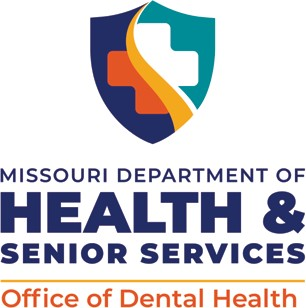 MISSOURI DEPARTMENT OF
HEALTH &
SENIOR SERVICES
Office of Dental Health